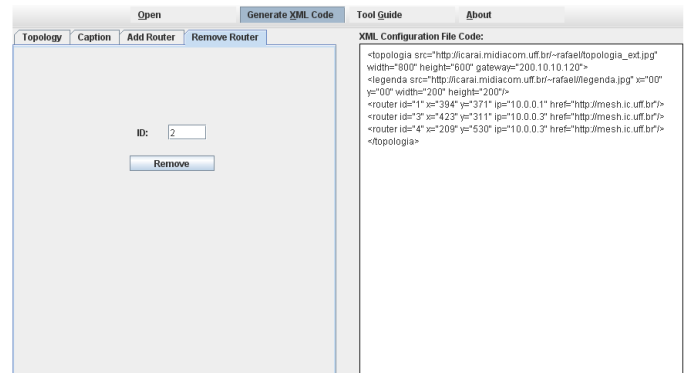 Open Generate XML Code Tool Guide About
Topology Caption Add Router Remove Router
ID: 2
Remove
XML Configuration File Code:
<topologia src="http://icarai.midiacom.uff.br/~rafael/topologia_ext.jpg"
width="800" height="600" gateway="200.10.10.120">
<legenda src="http://icarai.midiacom.uff.br/~rafael//legenda.jpg" x="00"
y="00" width="200" height="200"/>
<router id="1" x="394" y="371" ip="10.0.0.1" href="http://mesh.ic.uff.br"/>
<router id="3" x="423" y="311" ip="10.0.0.3" href="http://mesh.ic.uff.br"/>
<router id="4" x="209" y="530" ip="10.0.0.3" href="http://mesh.ic.uff.br"/>
</topologia>